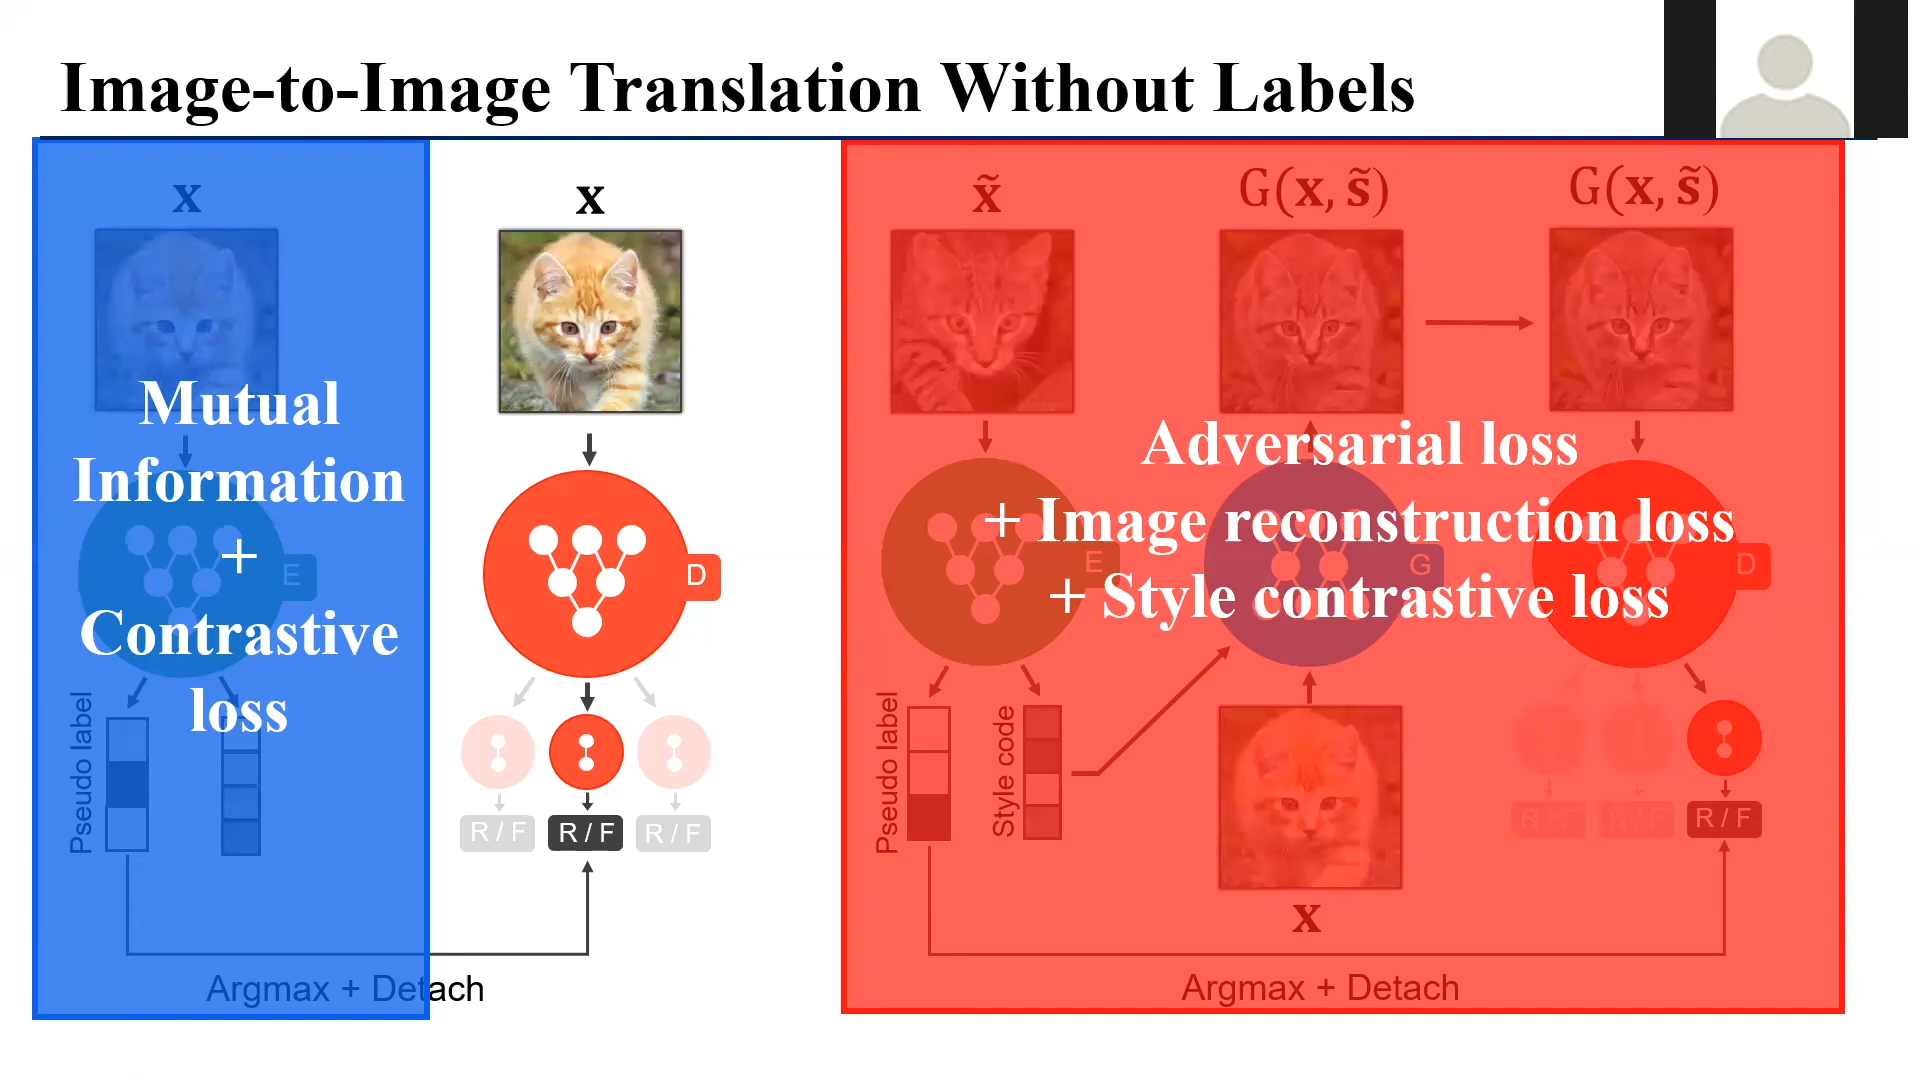 Image-to-Image Translation Without Labels
x
x
x̃
G(x, s̃)
G(x, s̃)
Mutual
Information
+
Contrastive
loss
Adversarial loss
+ Image reconstruction loss
+ Style contrastive loss
E
D
E
G
D
Pseudo label
R / F
R / F
R / F
Pseudo label
Style code
R / F
R / F
R / F
x
Argmax + Detach
Argmax + Detach